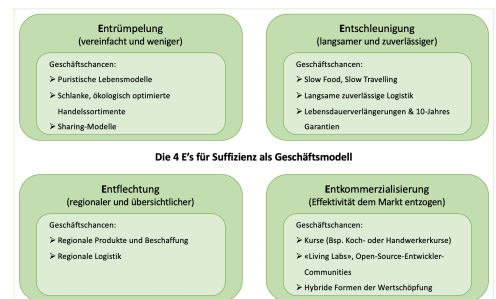 Entrümpelung
(vereinfacht und weniger)
Geschäftschancen:
➢ Puristische Lebensmodelle
➢ Schlanke, ökologisch optimierte
Handelssortimente
➢ Sharing-Modelle
Entschleunigung
(langsamer und zuverlässiger)
Geschäftschancen:
➢ Slow Food, Slow Travelling
➢ Langsame zuverlässige Logistik
➢ Lebensdauerverlängerungen & 10-Jahres
Garantien
Die 4 E's für Suffizienz als Geschäftsmodell
Entflechtung
(regionaler und übersichtlicher)
Geschäftschancen:
➢ Regionale Produkte und Beschaffung
➢ Regionale Logistik
Entkommerzialisierung
(Effektivität dem Markt entzogen)
Geschäftschancen:
➢ Kurse (Bsp. Koch- oder Handwerkerkurse)
➢ «Living Labs», Open-Source-Entwickler-
Communities
➢ Hybride Formen der Wertschöpfung